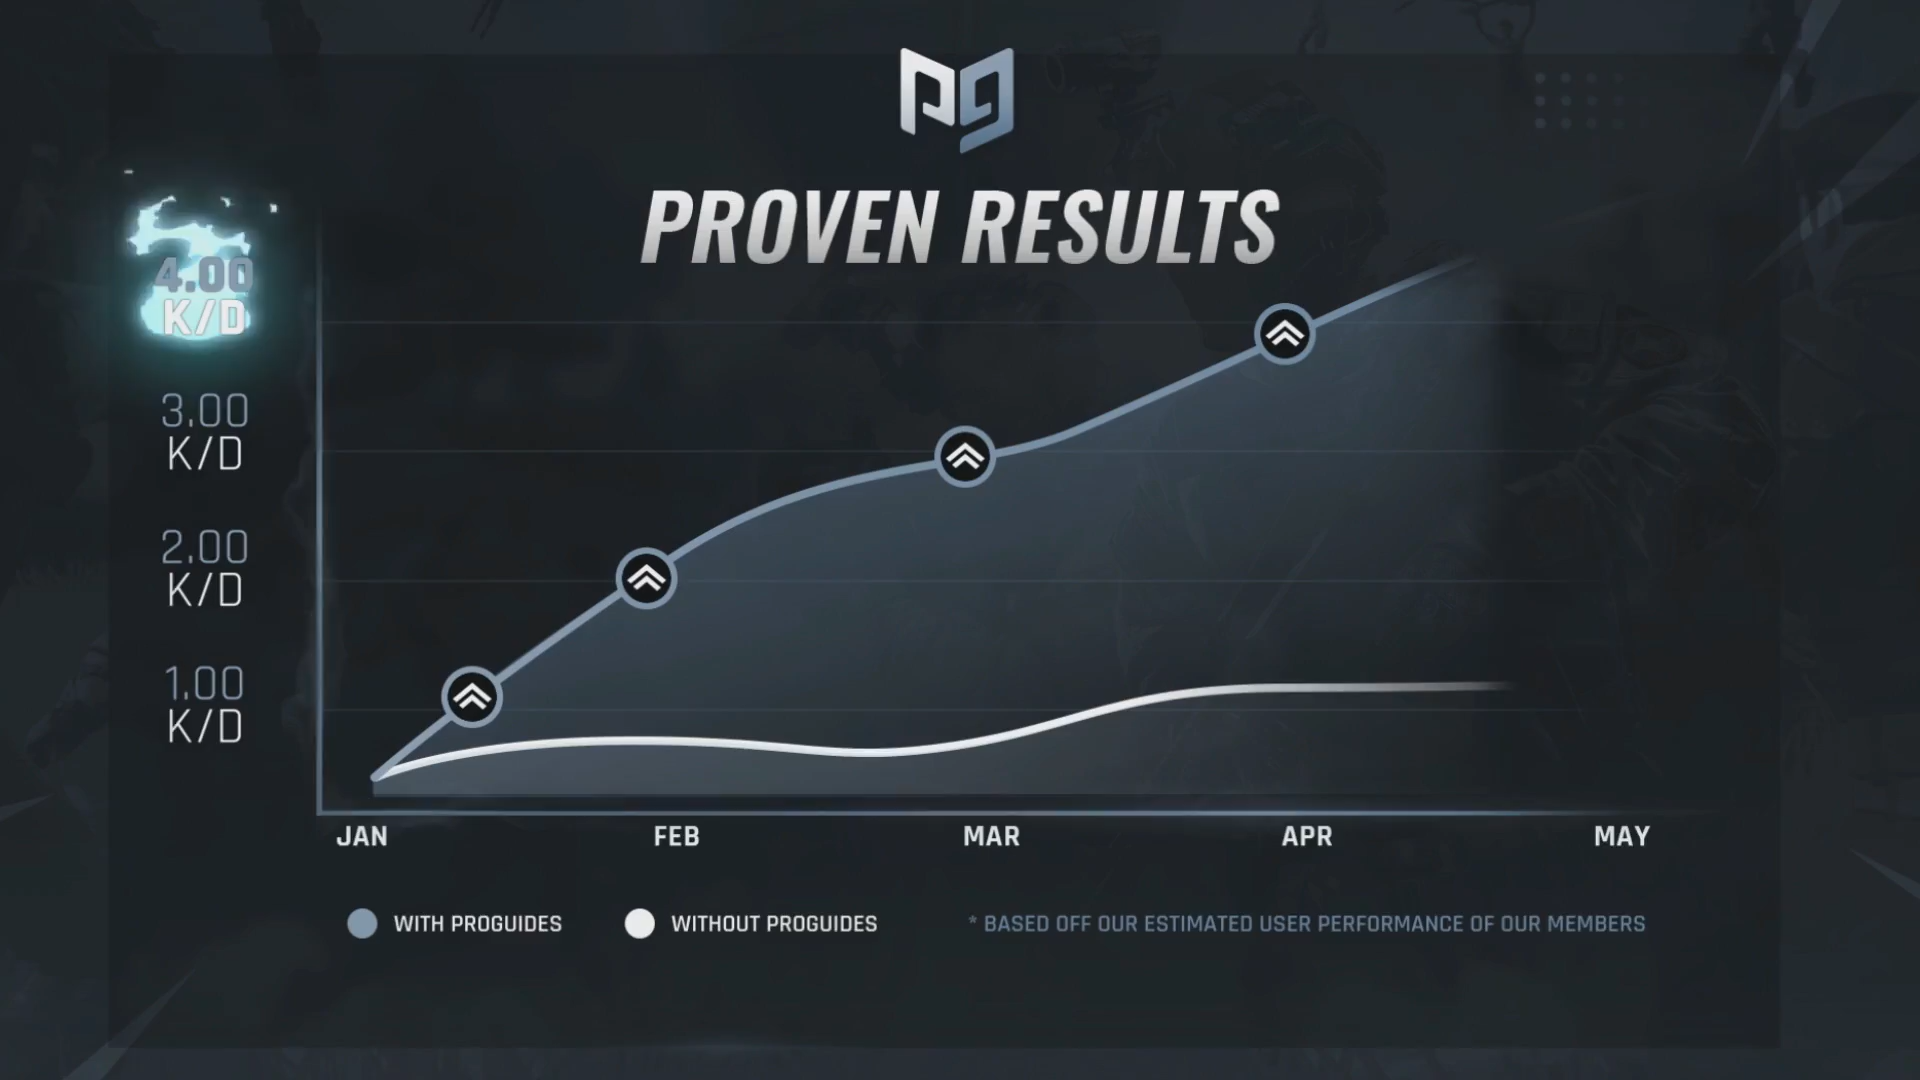 PG
PROVEN RESULTS
4.00
K/D
3.00
K/D
2.00
K/D
1.00
K/D
JAN FEB MAR APR MAY
WITH PROGUIDES WITHOUT PROGUIDES * BASED OFF OUR ESTIMATED USER PERFORMANCE OF OUR MEMBERS